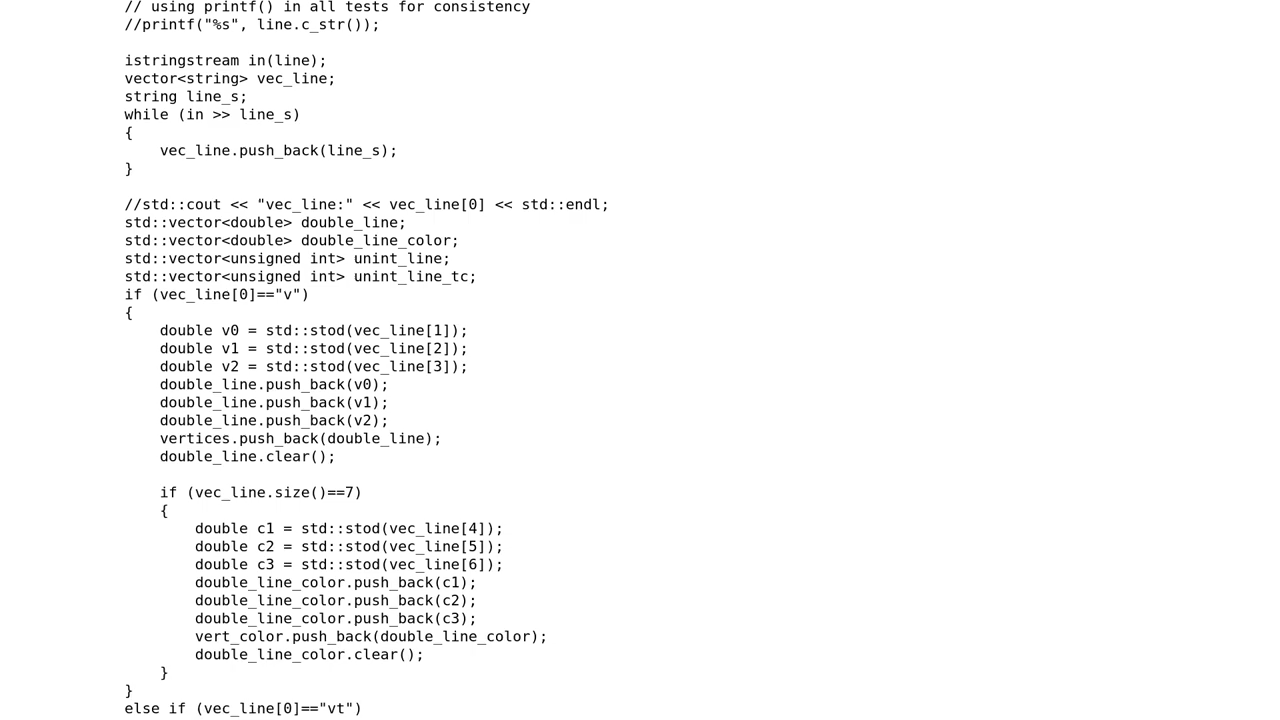 // using printf() in all tests for consistency
//printf("%s", line.c_str());
istringstream in(line);
vector<string> vec_line;
string line_s;
while (in >> line_s)
{
vec_line.push_back(line_s);
}
//std::cout << "vec_line:" << vec_line[0] << std::endl;
std::vector<double> double_line;
std::vector<double> double_line_color;
std::vector<unsigned int> unint_line;
std::vector<unsigned int> unint_line_tc;
if (vec_line[0]=="v")
{
double v0 = std::stod(vec_line[1]);
double v1 = std::stod(vec_line[2]);
double v2 = std::stod(vec_line[3]);
double_line.push_back(v0);
double_line.push_back(v1);
double_line.push_back(v2);
vertices.push_back(double_line);
double_line.clear();
if (vec_line.size()==7)
{
double c1 = std::stod(vec_line[4]);
double c2 = std::stod(vec_line[5]);
double c3 = std::stod(vec_line[6]);
double_line_color.push_back(c1);
double_line_color.push_back(c2);
double_line_color.push_back(c3);
vert_color.push_back(double_line_color);
double_line_color.clear();
}
}
else if (vec_line[0]=="vt")